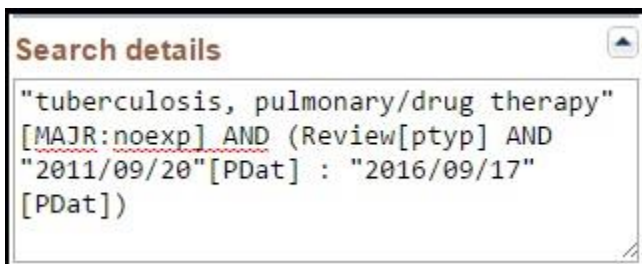 Search details
"tuberculosis, pulmonary/drug therapy"
[MAJR:noexp] AND (Review[ptyp] AND
"2011/09/20"[PDat] : "2016/09/17"
[PDat])